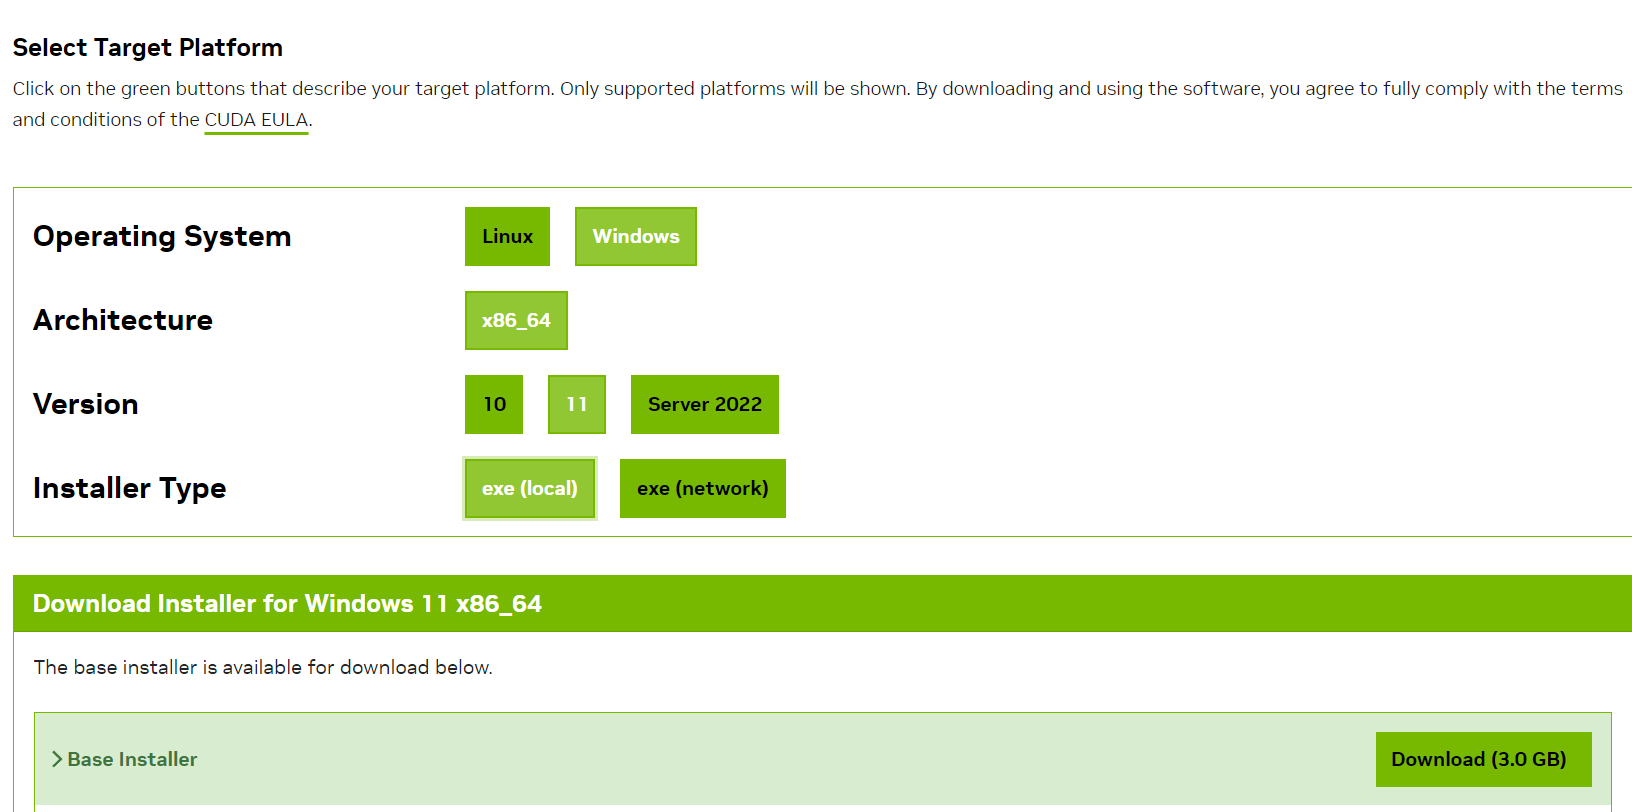 Select Target Platform
Click on the green buttons that describe your target platform. Only supported platforms will be shown. By downloading and using the software, you agree to fully comply with the terms
and conditions of the CUDA EULA.
Operating System Linux Windows
Architecture x86_64
Version 10 11 Server 2022
Installer Type exe (local) exe (network)
Download Installer for Windows 11 x86_64
The base installer is available for download below.
Base Installer Download (3.0 GB)